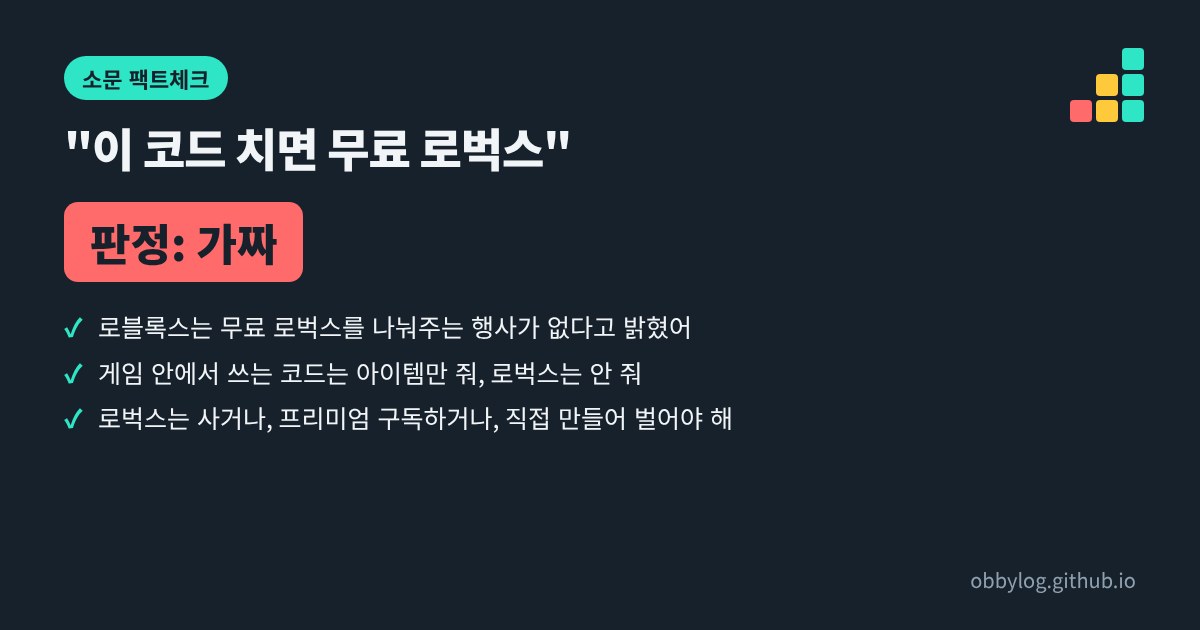 소문 팩트체크
"이 코드 치면 무료 로벅스"
판정: 가짜
✓ 로블록스는 무료 로벅스를 나눠주는 행사가 없다고 밝혔어
✓ 게임 안에서 쓰는 코드는 아이템만 줘, 로벅스는 안 줘
✓ 로벅스는 사거나, 프리미엄 구독하거나, 직접 만들어 벌어야 해
obbylog.github.io